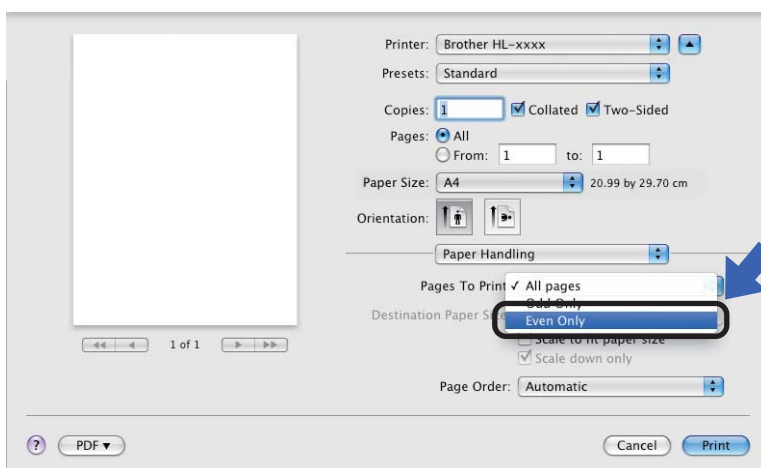 Printer: Brother HL-xxxx
Presets: Standard
Copies: 1 Collated Two-Sided
Pages: All
From: 1 to: 1
Paper Size: A4 20.99 by 29.70 cm
Orientation:
Paper Handling
Pages To Print ✓ All pages
Odd Only
Destination Paper Even Only
Scale to fit paper size
Scale down only
1 of 1
Page Order: Automatic
? PDF ▼ Cancel Print